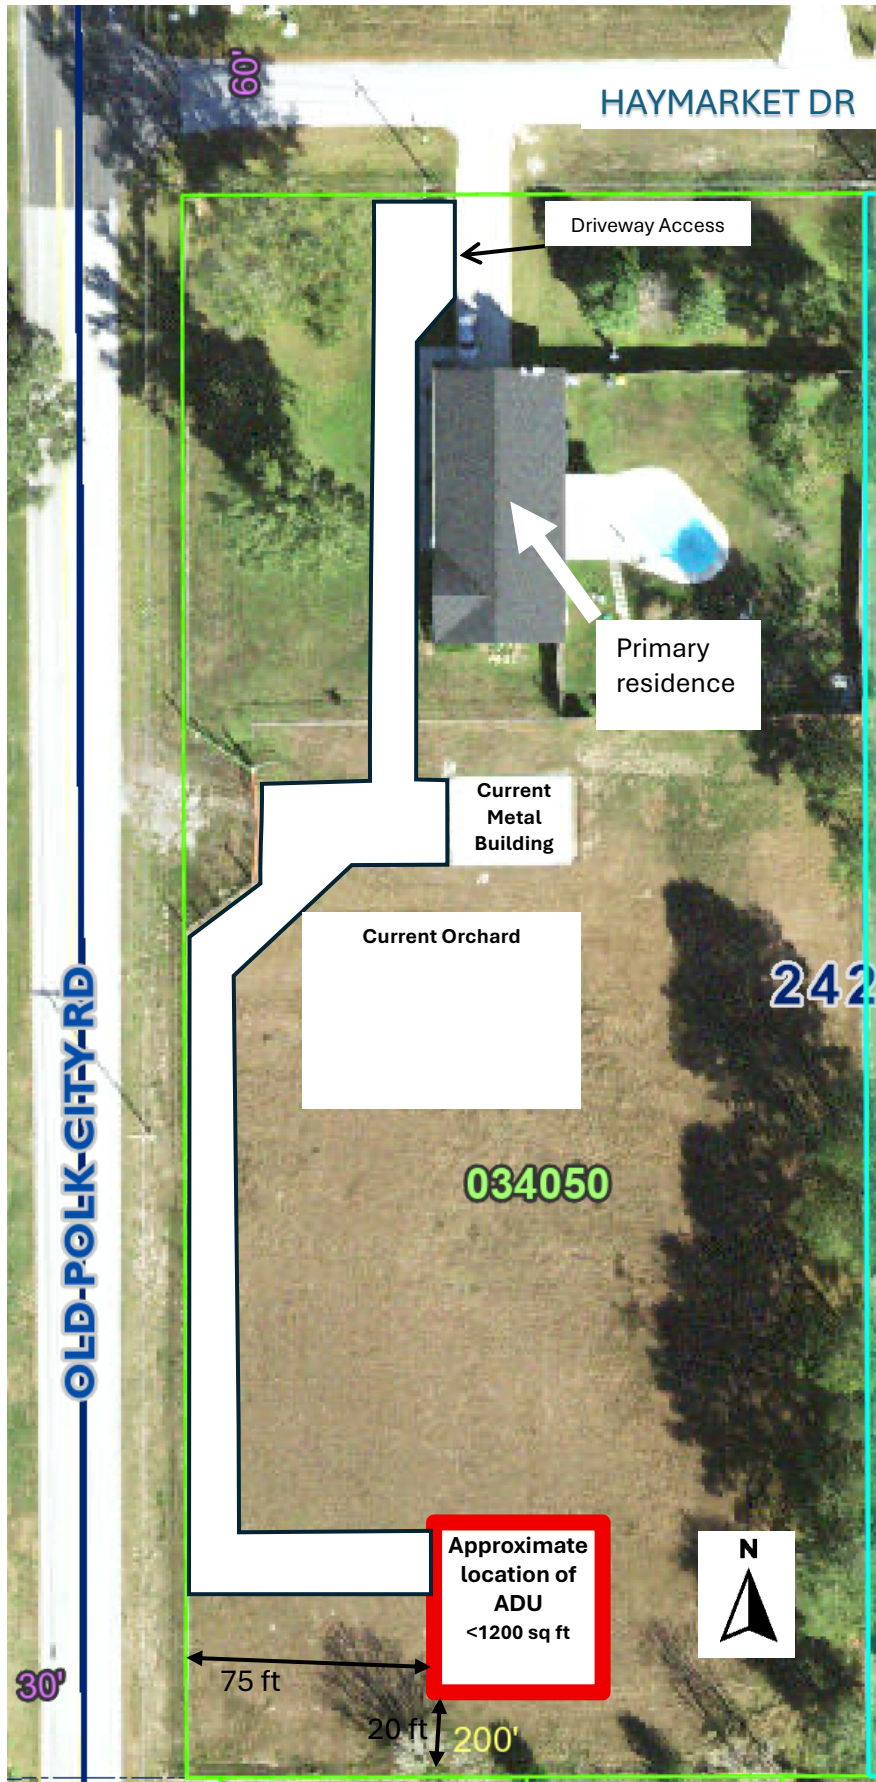 60'
HAYMARKET DR
Driveway Access
Primary
residence
Current
Metal
Building
Current Orchard
242
OLD POLK CITY RD
034050
Approximate
location of
ADU
<1200 sq ft
N
75 ft
30'
20 ft
200'